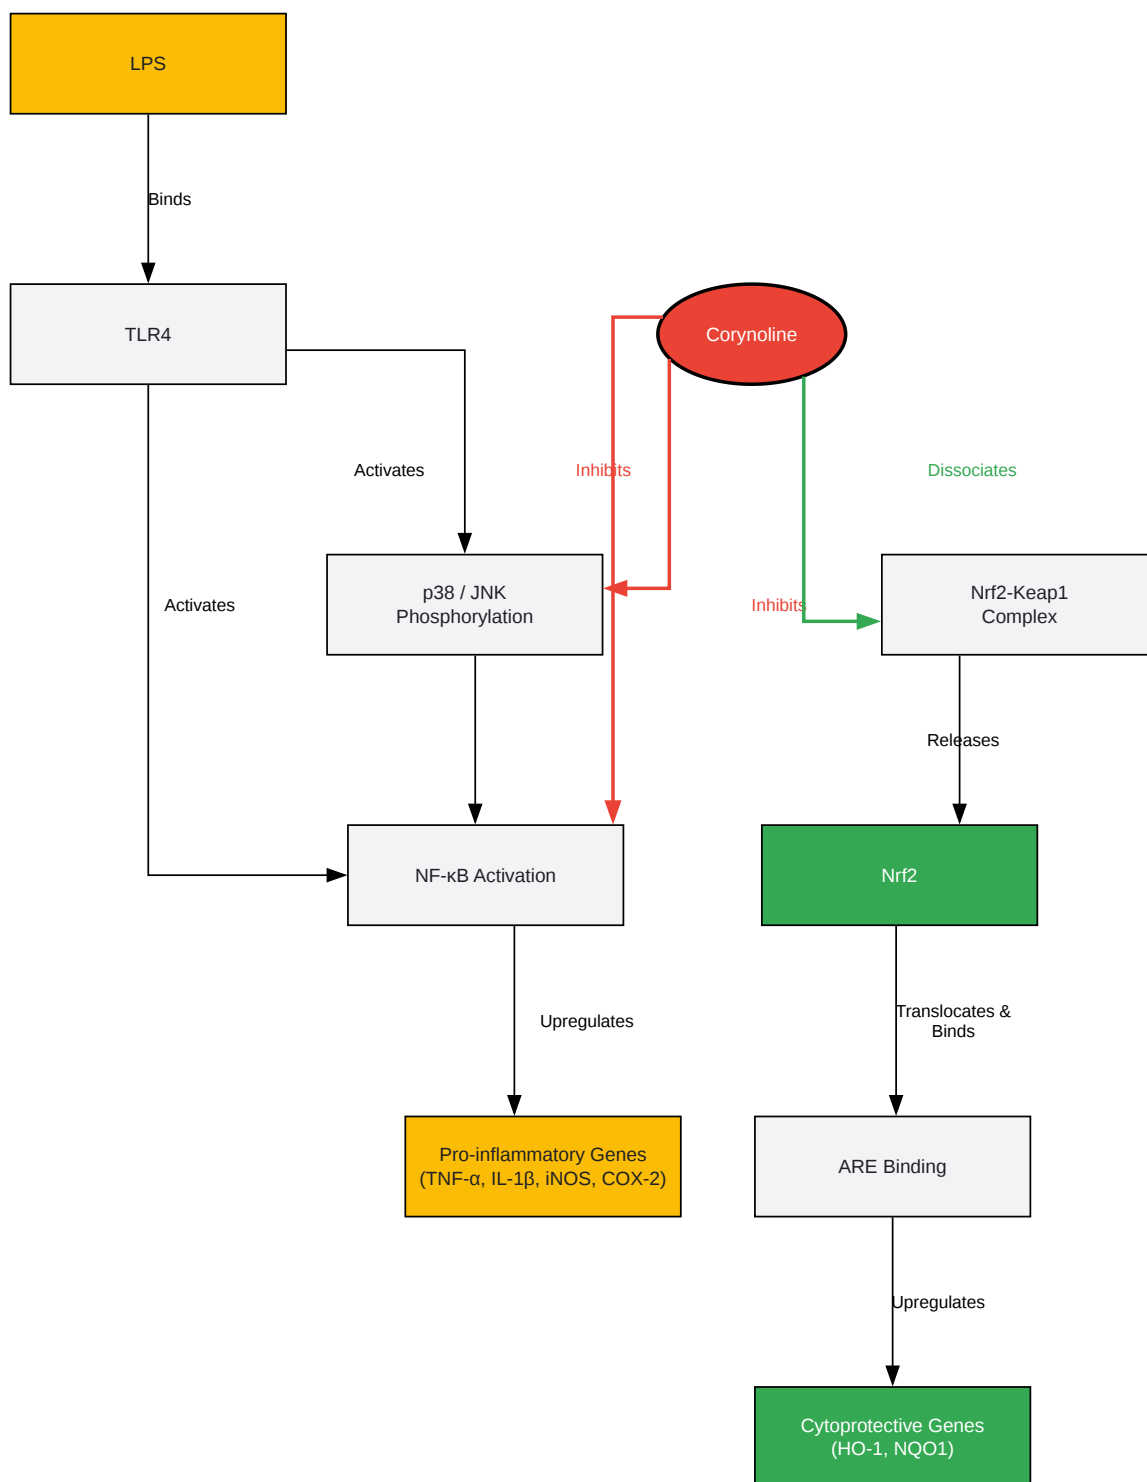 LPS
Binds
TLR4
Corynoline
Activates
Inhibits
Dissociates
p38 / JNK
Phosphorylation
Activates
Inhibits
Nrf2-Keap1
Complex
Releases
NF-κB Activation
Nrf2
Upregulates
Translocates &
Binds
Pro-inflammatory Genes
(TNF-α, IL-1β, iNOS, COX-2)
ARE Binding
Upregulates
Cytoprotective Genes
(HO-1, NQO1)